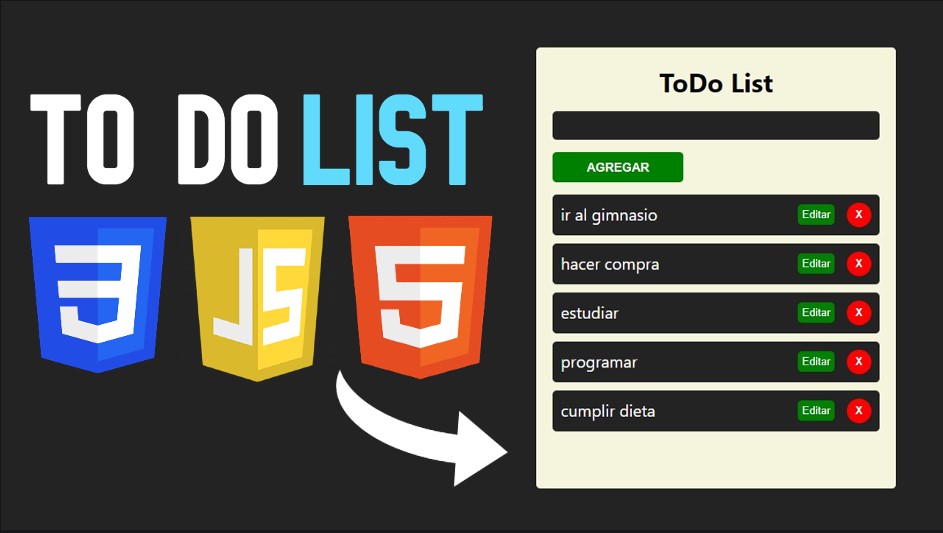 TO DO LIST
3
JS
5
ToDo List
AGREGAR
ir al gimnasio Editar X
hacer compra Editar X
estudiar Editar X
programar Editar X
cumplir dieta Editar X